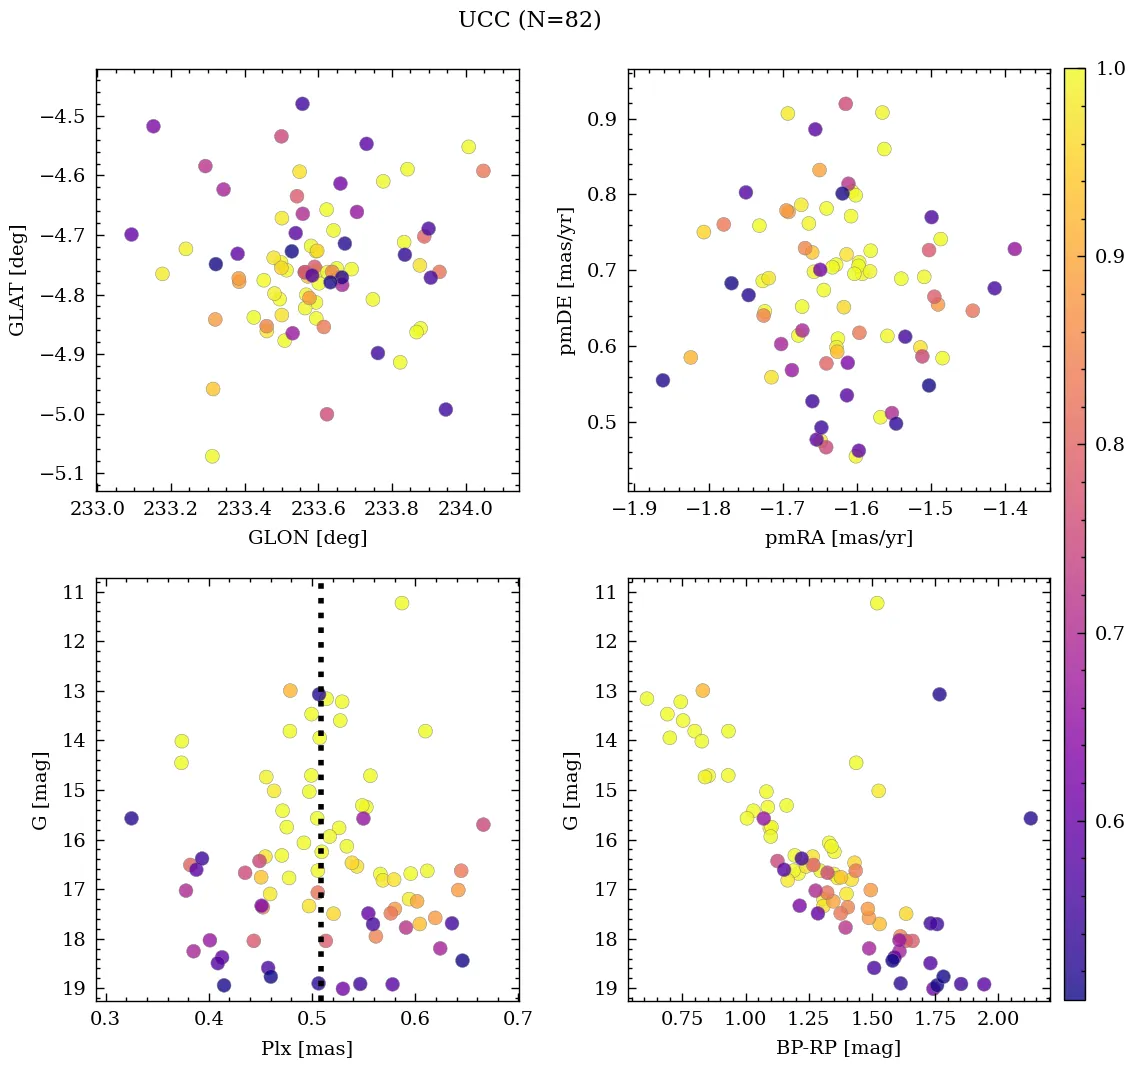 UCC (N=82)
−4.5
−4.6
−4.7
−4.8
−4.9
−5.0
−5.1
GLAT [deg]
233.0 233.2 233.4 233.6 233.8 234.0
GLON [deg]
0.9
0.8
0.7
0.6
0.5
pmDE [mas/yr]
−1.9 −1.8 −1.7 −1.6 −1.5 −1.4
pmRA [mas/yr]
11
12
13
14
15
16
17
18
19
G [mag]
0.3 0.4 0.5 0.6 0.7
Plx [mas]
11
12
13
14
15
16
17
18
19
G [mag]
0.75 1.00 1.25 1.50 1.75 2.00
BP-RP [mag]
1.0
0.9
0.8
0.7
0.6